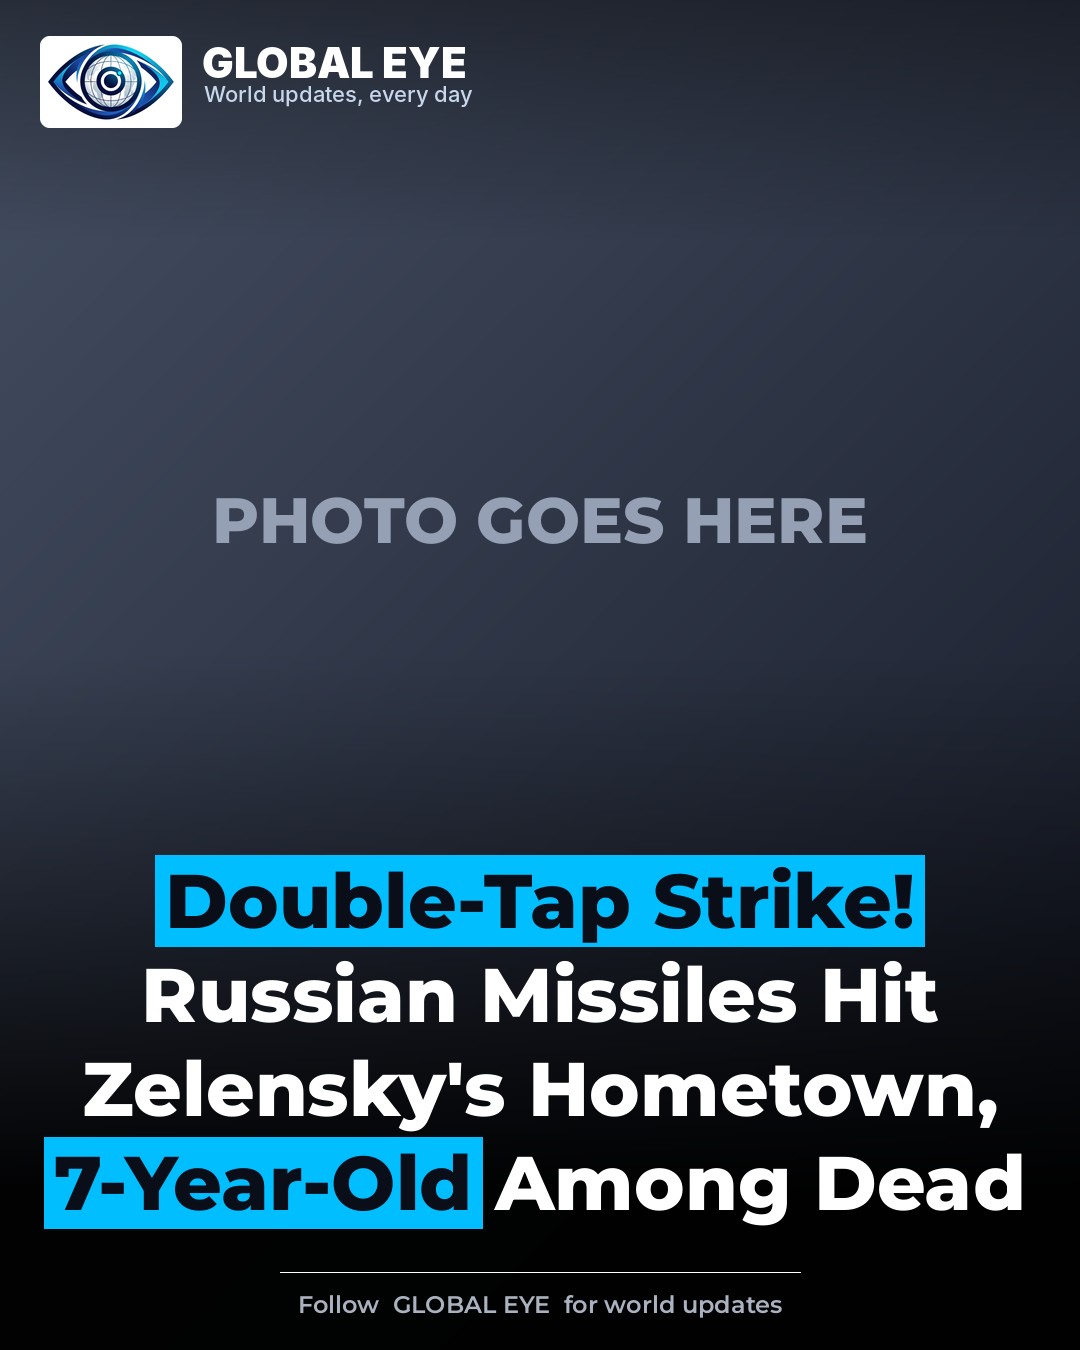 GLOBAL EYE
World updates, every day
PHOTO GOES HERE
Double-Tap Strike!
Russian Missiles Hit
Zelensky's Hometown,
7-Year-Old Among Dead
Follow GLOBAL EYE for world updates